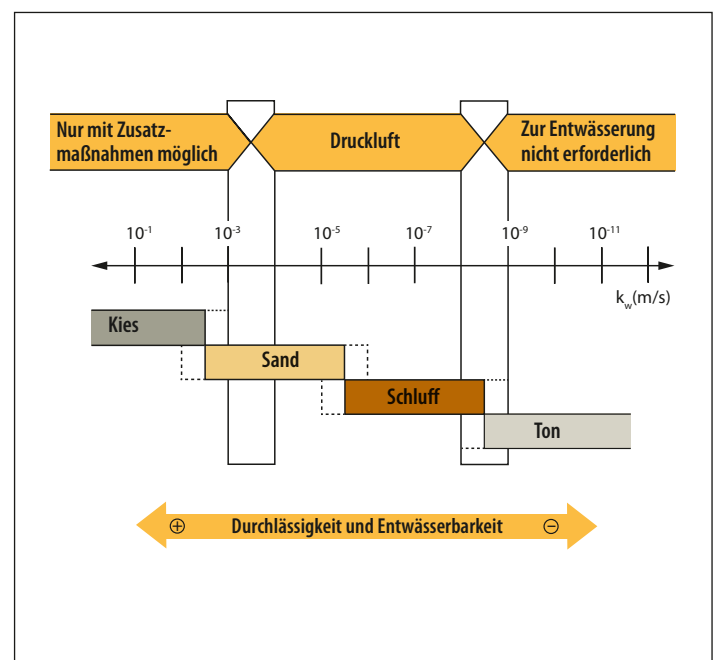 Nur mit Zusatz-
maßnahmen möglich
Druckluft
Zur Entwässerung
nicht erforderlich
10⁻¹ 10⁻³ 10⁻⁵ 10⁻⁷ 10⁻⁹ 10⁻¹¹
k_w(m/s)
Kies
Sand
Schluff
Ton
⊕ Durchlässigkeit und Entwässerbarkeit ⊖